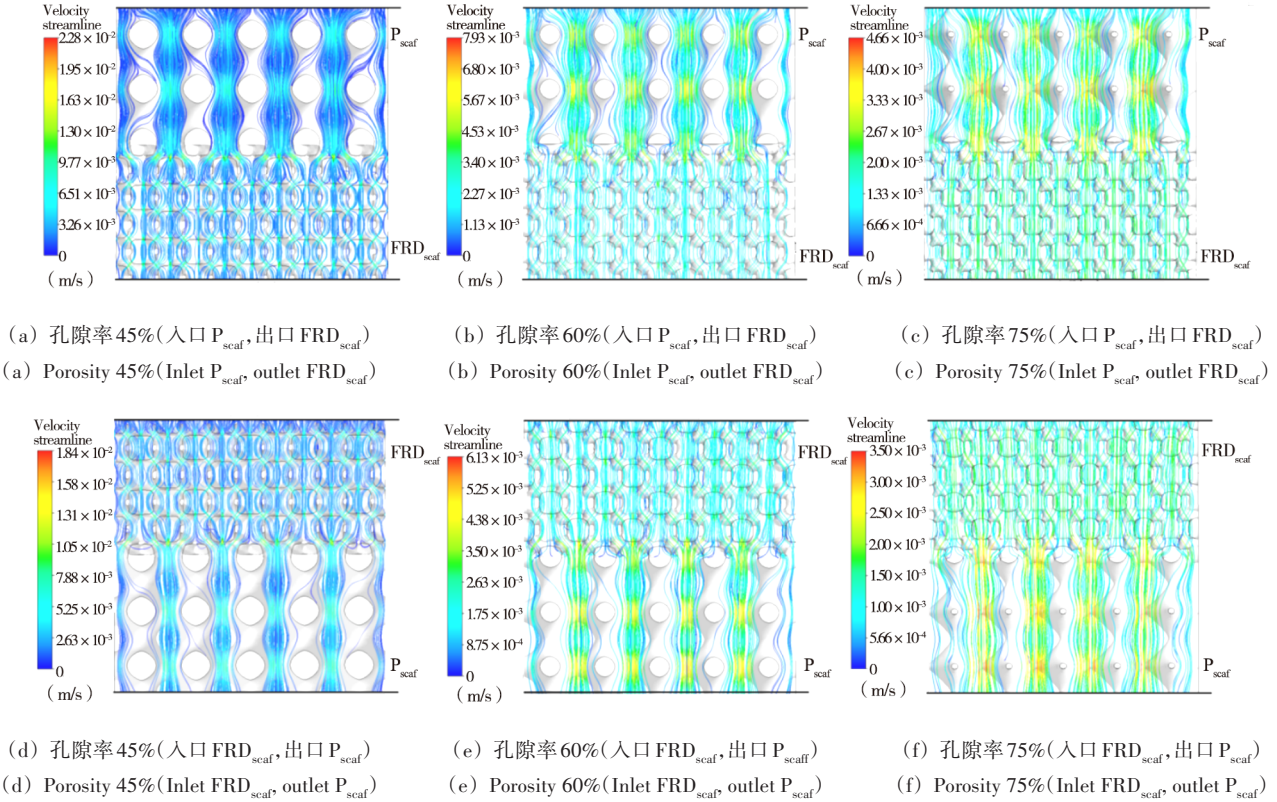 Velocity
streamline
2.28×10⁻²
1.95×10⁻²
1.63×10⁻²
1.30×10⁻²
9.77×10⁻³
6.51×10⁻³
3.26×10⁻³
0
(m/s)
P_scaf
FRD_scaf
Velocity
streamline
7.93×10⁻³
6.80×10⁻³
5.67×10⁻³
4.53×10⁻³
3.40×10⁻³
2.27×10⁻³
1.13×10⁻³
0
(m/s)
P_scaf
FRD_scaf
Velocity
streamline
4.66×10⁻³
4.00×10⁻³
3.33×10⁻³
2.67×10⁻³
2.00×10⁻³
1.33×10⁻³
6.66×10⁻⁴
0
(m/s)
P_scaf
FRD_scaf
(a) 孔隙率45%(入口P_scaf,出口FRD_scaf)
(a) Porosity 45%(Inlet P_scaf, outlet FRD_scaf)
(b) 孔隙率60%(入口P_scaf,出口FRD_scaf)
(b) Porosity 60%(Inlet P_scaf, outlet FRD_scaf)
(c) 孔隙率75%(入口P_scaf,出口FRD_scaf)
(c) Porosity 75%(Inlet P_scaf, outlet FRD_scaf)
Velocity
streamline
1.84×10⁻²
1.58×10⁻²
1.31×10⁻²
1.05×10⁻²
7.88×10⁻³
5.25×10⁻³
2.63×10⁻³
0
(m/s)
FRD_scaf
P_scaf
Velocity
streamline
6.13×10⁻³
5.25×10⁻³
4.38×10⁻³
3.50×10⁻³
2.63×10⁻³
1.75×10⁻³
8.75×10⁻⁴
0
(m/s)
FRD_scaf
P_scaf
Velocity
streamline
3.50×10⁻³
3.00×10⁻³
2.50×10⁻³
2.00×10⁻³
1.50×10⁻³
1.00×10⁻³
5.66×10⁻⁴
0
(m/s)
FRD_scaf
P_scaf
(d) 孔隙率45%(入口FRD_scaf,出口P_scaf)
(d) Porosity 45%(Inlet FRD_scaf, outlet P_scaf)
(e) 孔隙率60%(入口FRD_scaf,出口P_scaff)
(e) Porosity 60%(Inlet FRD_scaf, outlet P_scaf)
(f) 孔隙率75%(入口FRD_scaf,出口P_scaf)
(f) Porosity 75%(Inlet FRD_scaf, outlet P_scaf)